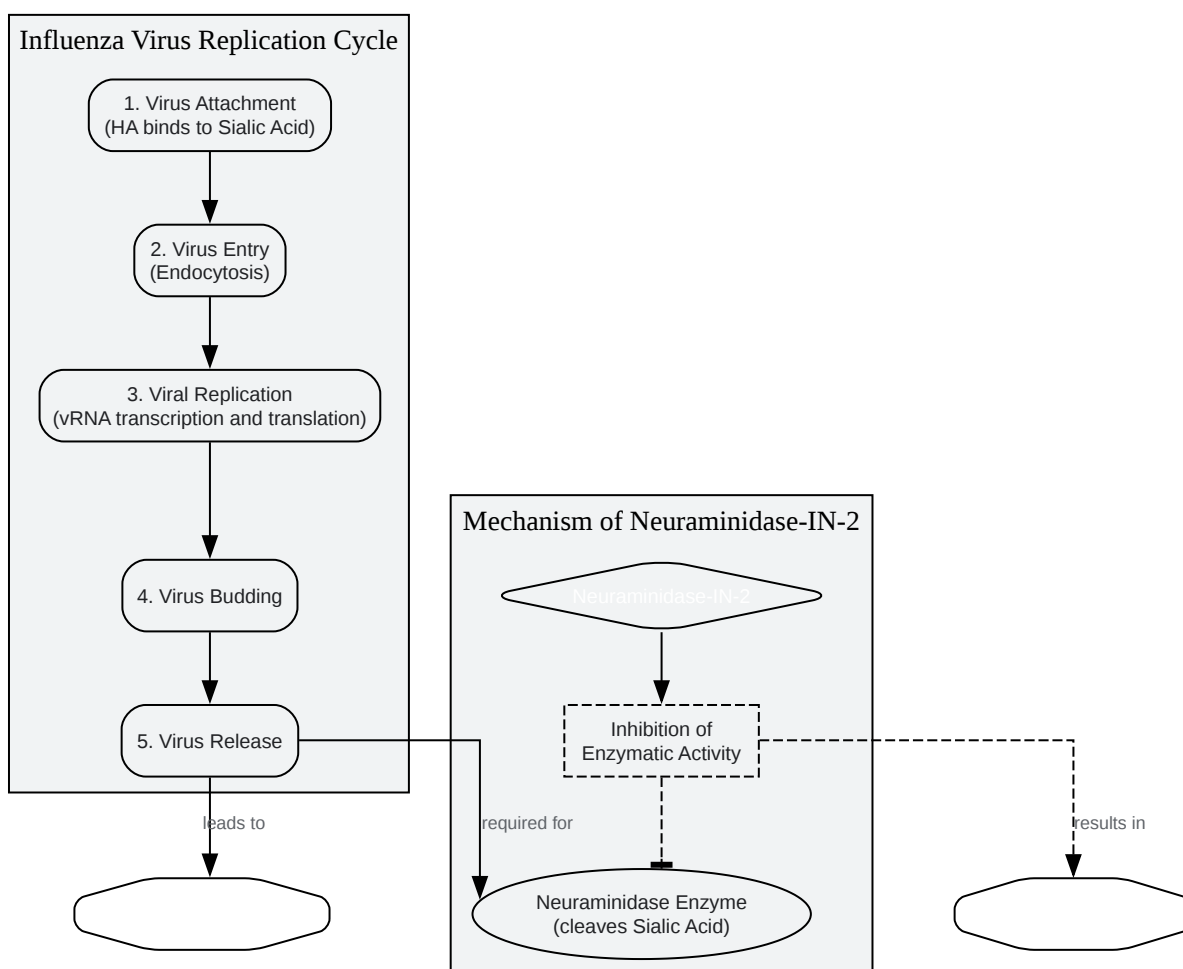 Influenza Virus Replication Cycle
1. Virus Attachment
(HA binds to Sialic Acid)
2. Virus Entry
(Endocytosis)
3. Viral Replication
(vRNA transcription and translation)
4. Virus Budding
5. Virus Release
leads to
required for
Mechanism of Neuraminidase-IN-2
Neuraminidase-IN-2
Inhibition of
Enzymatic Activity
Neuraminidase Enzyme
(cleaves Sialic Acid)
results in